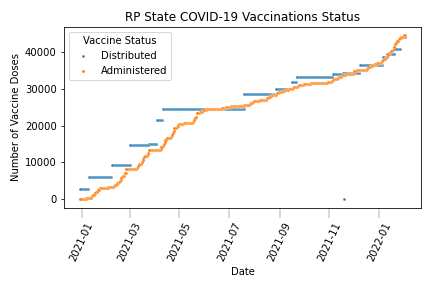 RP State COVID-19 Vaccinations Status
Number of Vaccine Doses
40000
30000
20000
10000
0
Vaccine Status
Distributed
Administered
2021-01
2021-03
2021-05
2021-07
2021-09
2021-11
2022-01
Date